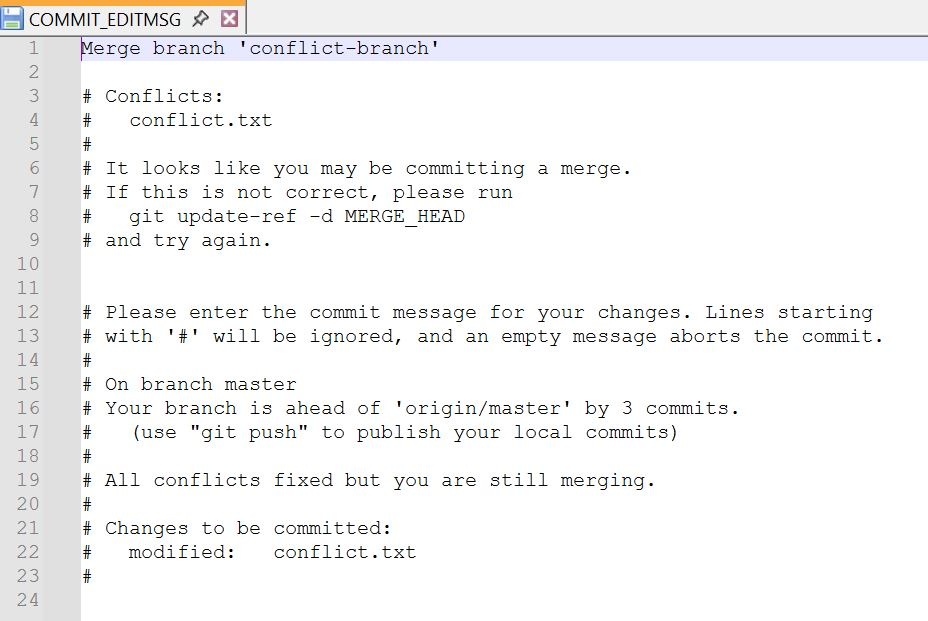 COMMIT_EDITMSG
1 Merge branch 'conflict-branch'
2
3 # Conflicts:
4 #   conflict.txt
5 #
6 # It looks like you may be committing a merge.
7 # If this is not correct, please run
8 #   git update-ref -d MERGE_HEAD
9 # and try again.
10
11
12 # Please enter the commit message for your changes. Lines starting
13 # with '#' will be ignored, and an empty message aborts the commit.
14 #
15 # On branch master
16 # Your branch is ahead of 'origin/master' by 3 commits.
17 #   (use "git push" to publish your local commits)
18 #
19 # All conflicts fixed but you are still merging.
20 #
21 # Changes to be committed:
22 #   modified:   conflict.txt
23 #
24